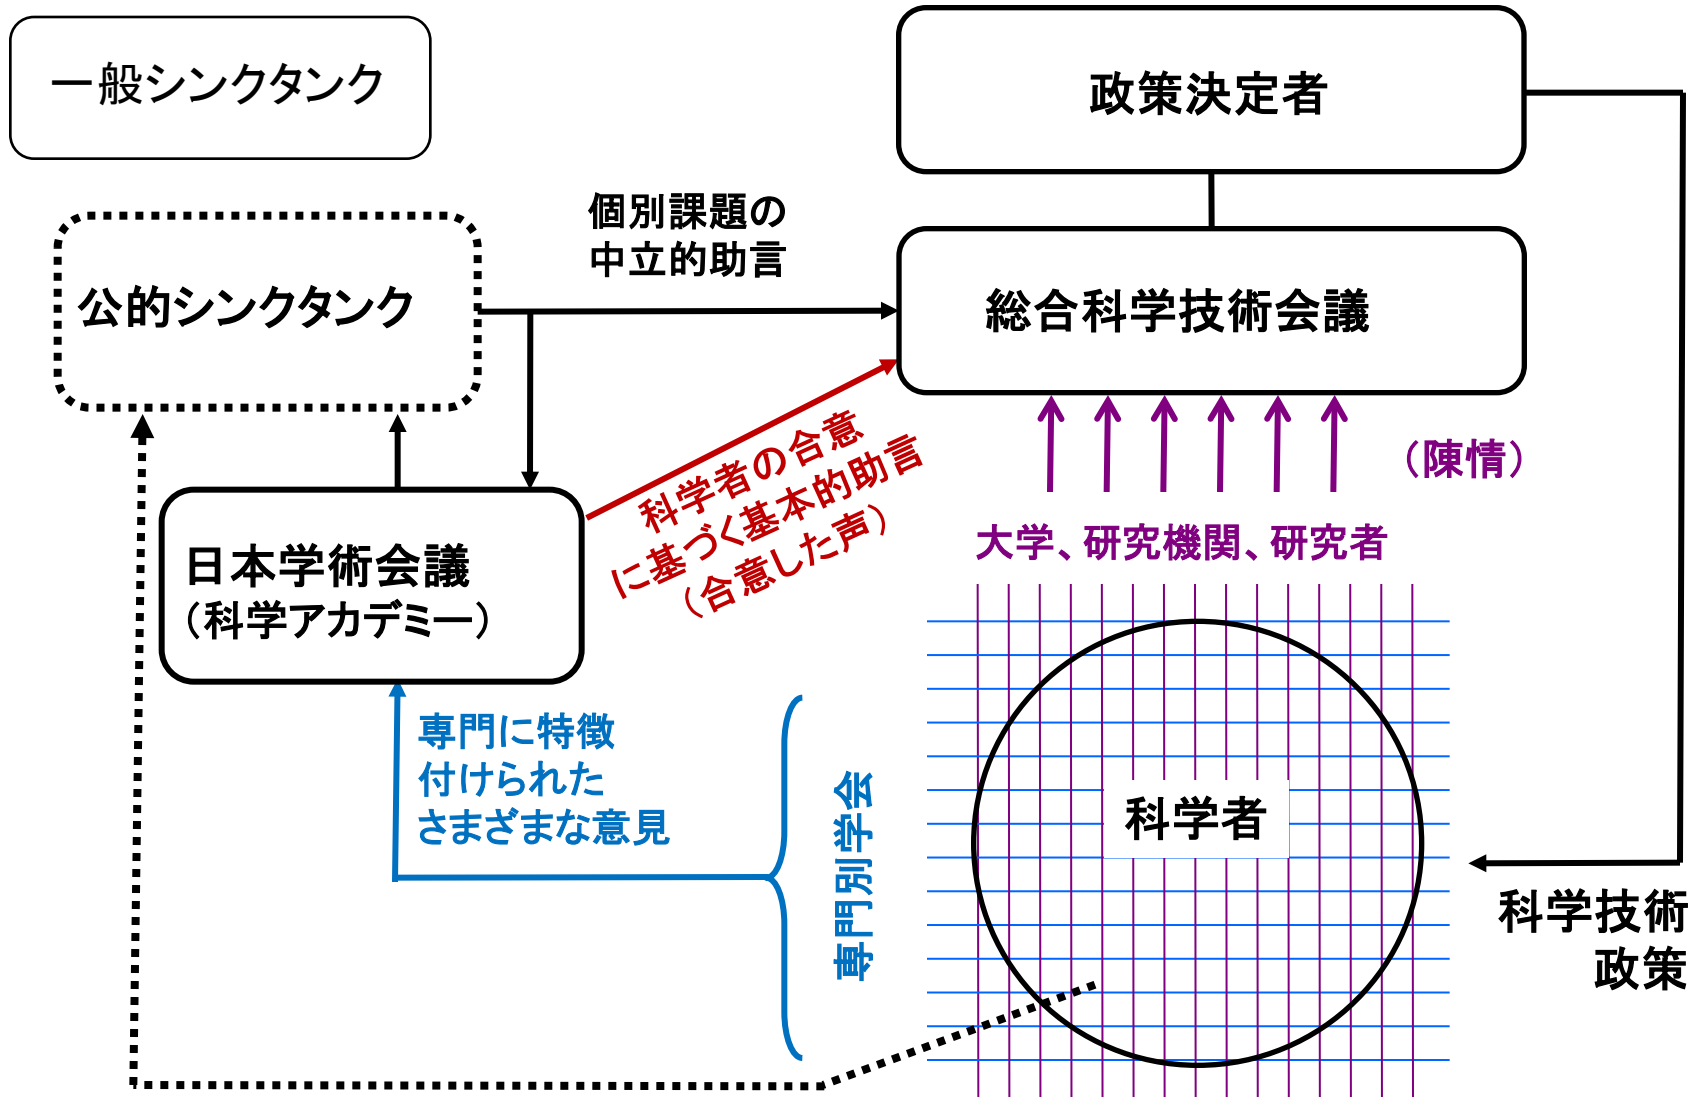 一般シンクタンク
政策決定者
個別課題の
中立的助言
公的シンクタンク
総合科学技術会議
科学者の合意
に基づく基本的助言
（合意した声）
（陳情）
大学、研究機関、研究者
日本学術会議
（科学アカデミー）
専門に特徴
付けられた
さまざまな意見
専門別学会
科学者
科学技術
政策